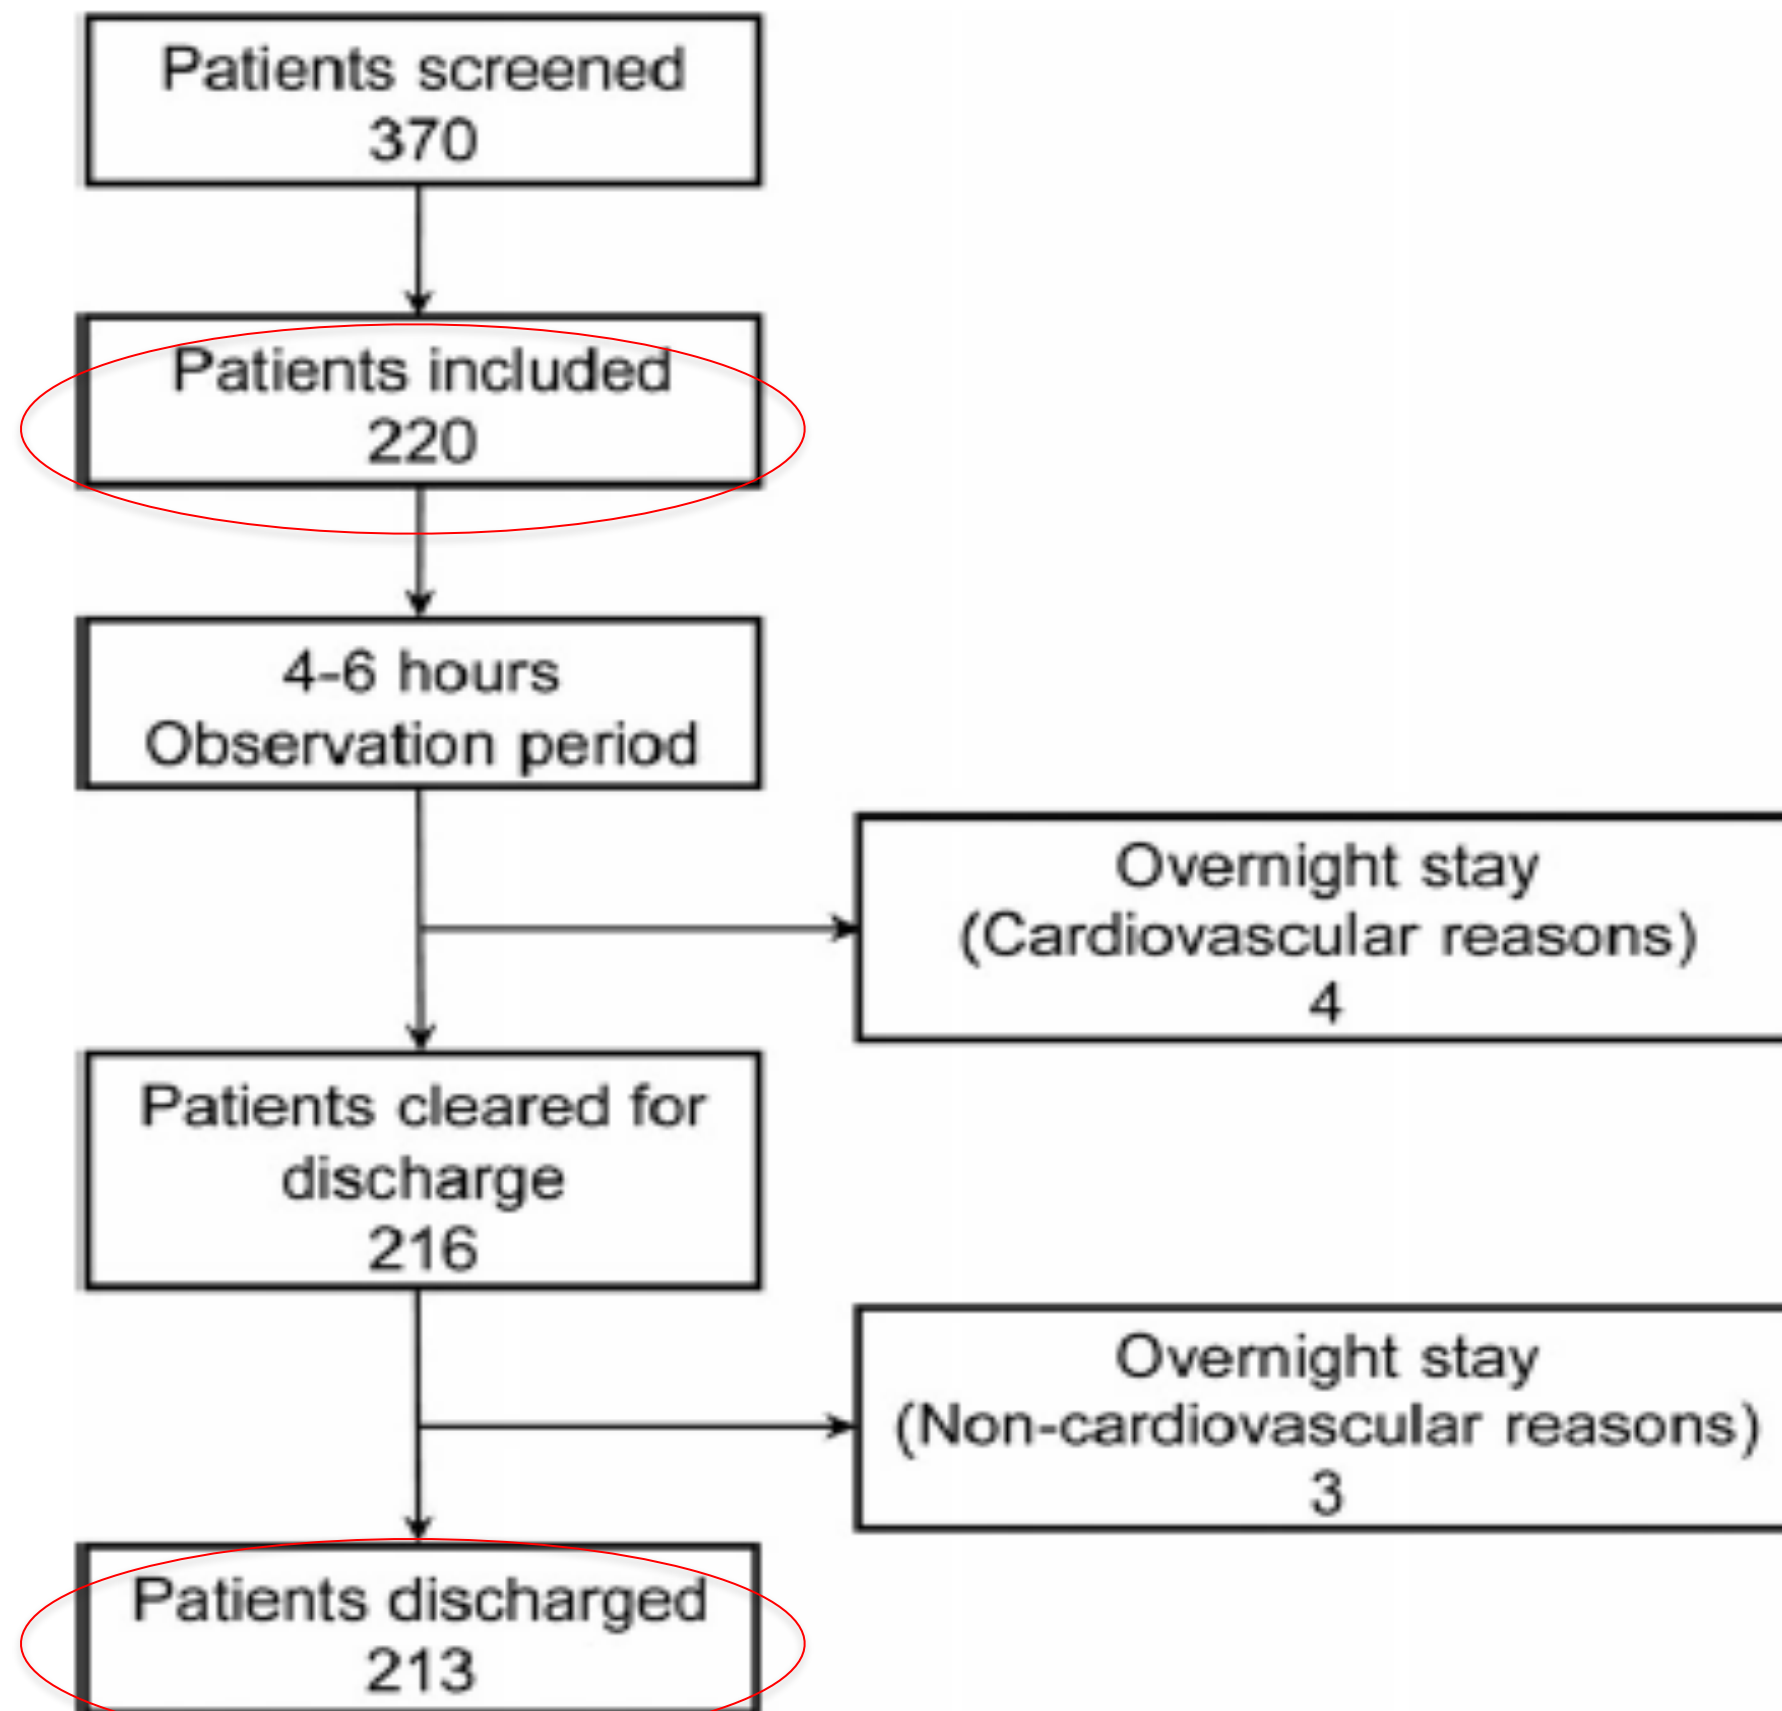 Patients screened
370
Patients included
220
4-6 hours
Observation period
Overnight stay
(Cardiovascular reasons)
4
Patients cleared for
discharge
216
Overnight stay
(Non-cardiovascular reasons)
3
Patients discharged
213